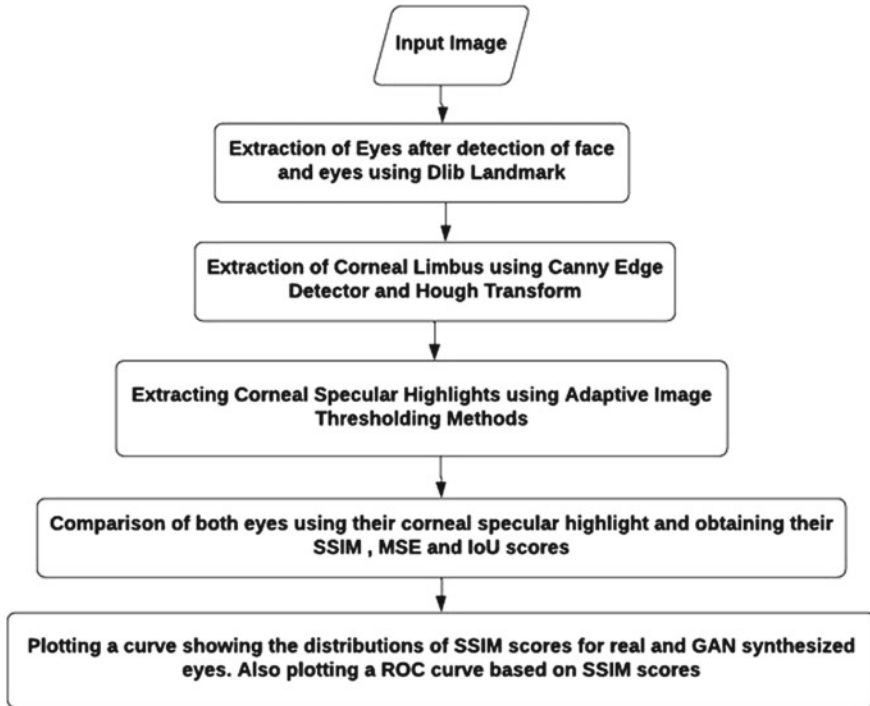 Input Image
Extraction of Eyes after detection of face
and eyes using Dlib Landmark
Extraction of Corneal Limbus using Canny Edge
Detector and Hough Transform
Extracting Corneal Specular Highlights using Adaptive Image
Thresholding Methods
Comparison of both eyes using their corneal specular highlight and obtaining their
SSIM , MSE and IoU scores
Plotting a curve showing the distributions of SSIM scores for real and GAN synthesized
eyes. Also plotting a ROC curve based on SSIM scores